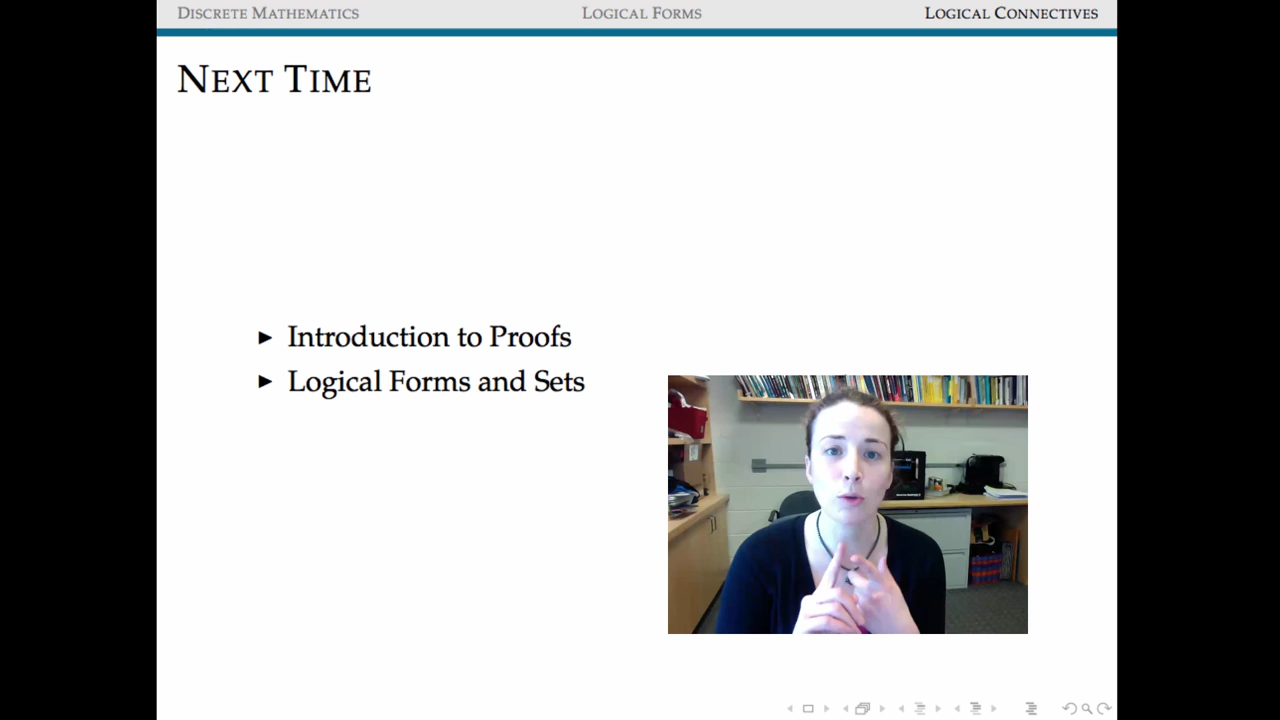 DISCRETE MATHEMATICS LOGICAL FORMS LOGICAL CONNECTIVES
NEXT TIME
Introduction to Proofs
Logical Forms and Sets